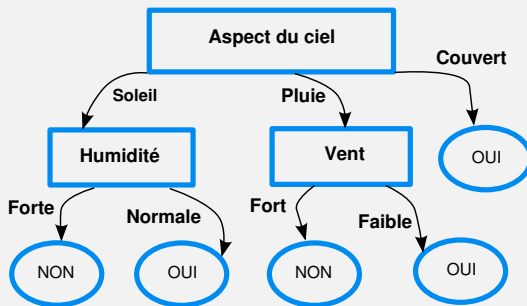 Aspect du ciel
Couvert
Soleil
Pluie
Humidité
Vent
OUI
Forte
Normale
Fort
Faible
NON
OUI
NON
OUI